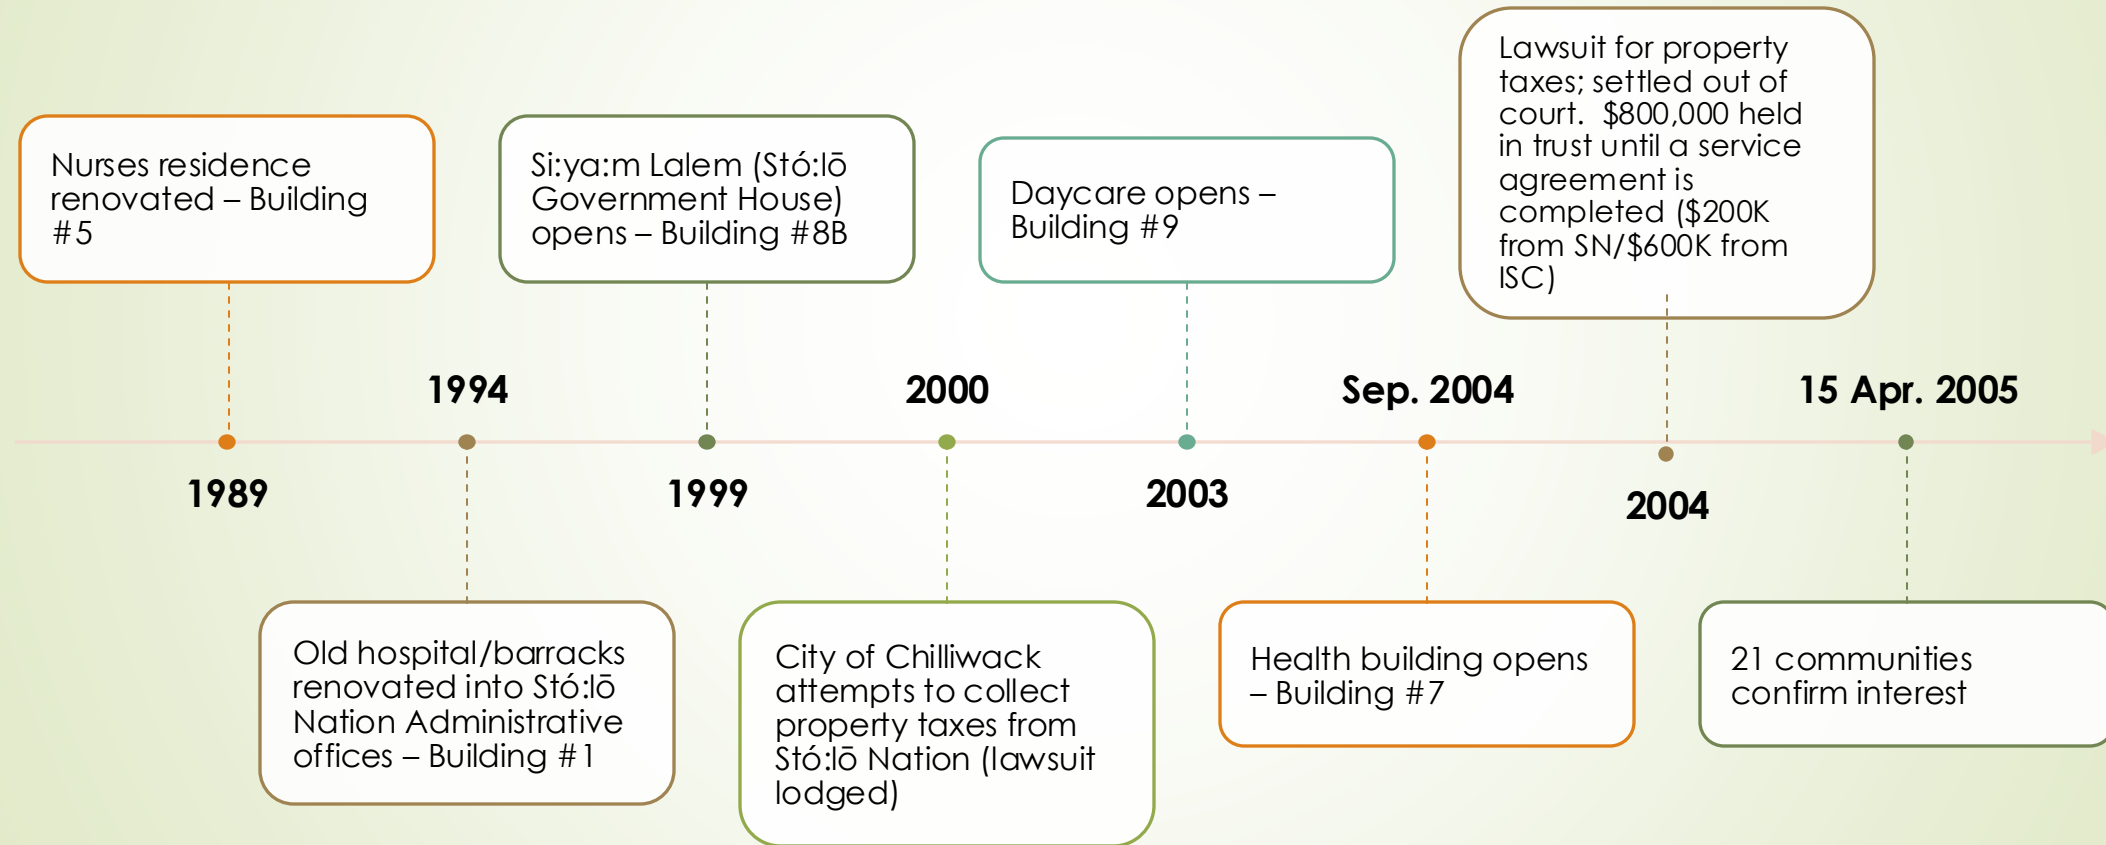 Nurses residence
renovated – Building
#5
1989
1994
Old hospital/barracks
renovated into Stó:lō
Nation Administrative
offices – Building #1
Si:ya:m Lalem (Stó:lō
Government House)
opens – Building #8B
1999
2000
City of Chilliwack
attempts to collect
property taxes from
Stó:lō Nation (lawsuit
lodged)
Daycare opens –
Building #9
2003
Sep. 2004
Health building opens
– Building #7
Lawsuit for property
taxes; settled out of
court.  $800,000 held
in trust until a service
agreement is
completed ($200K
from SN/$600K from
ISC)
2004
15 Apr. 2005
21 communities
confirm interest